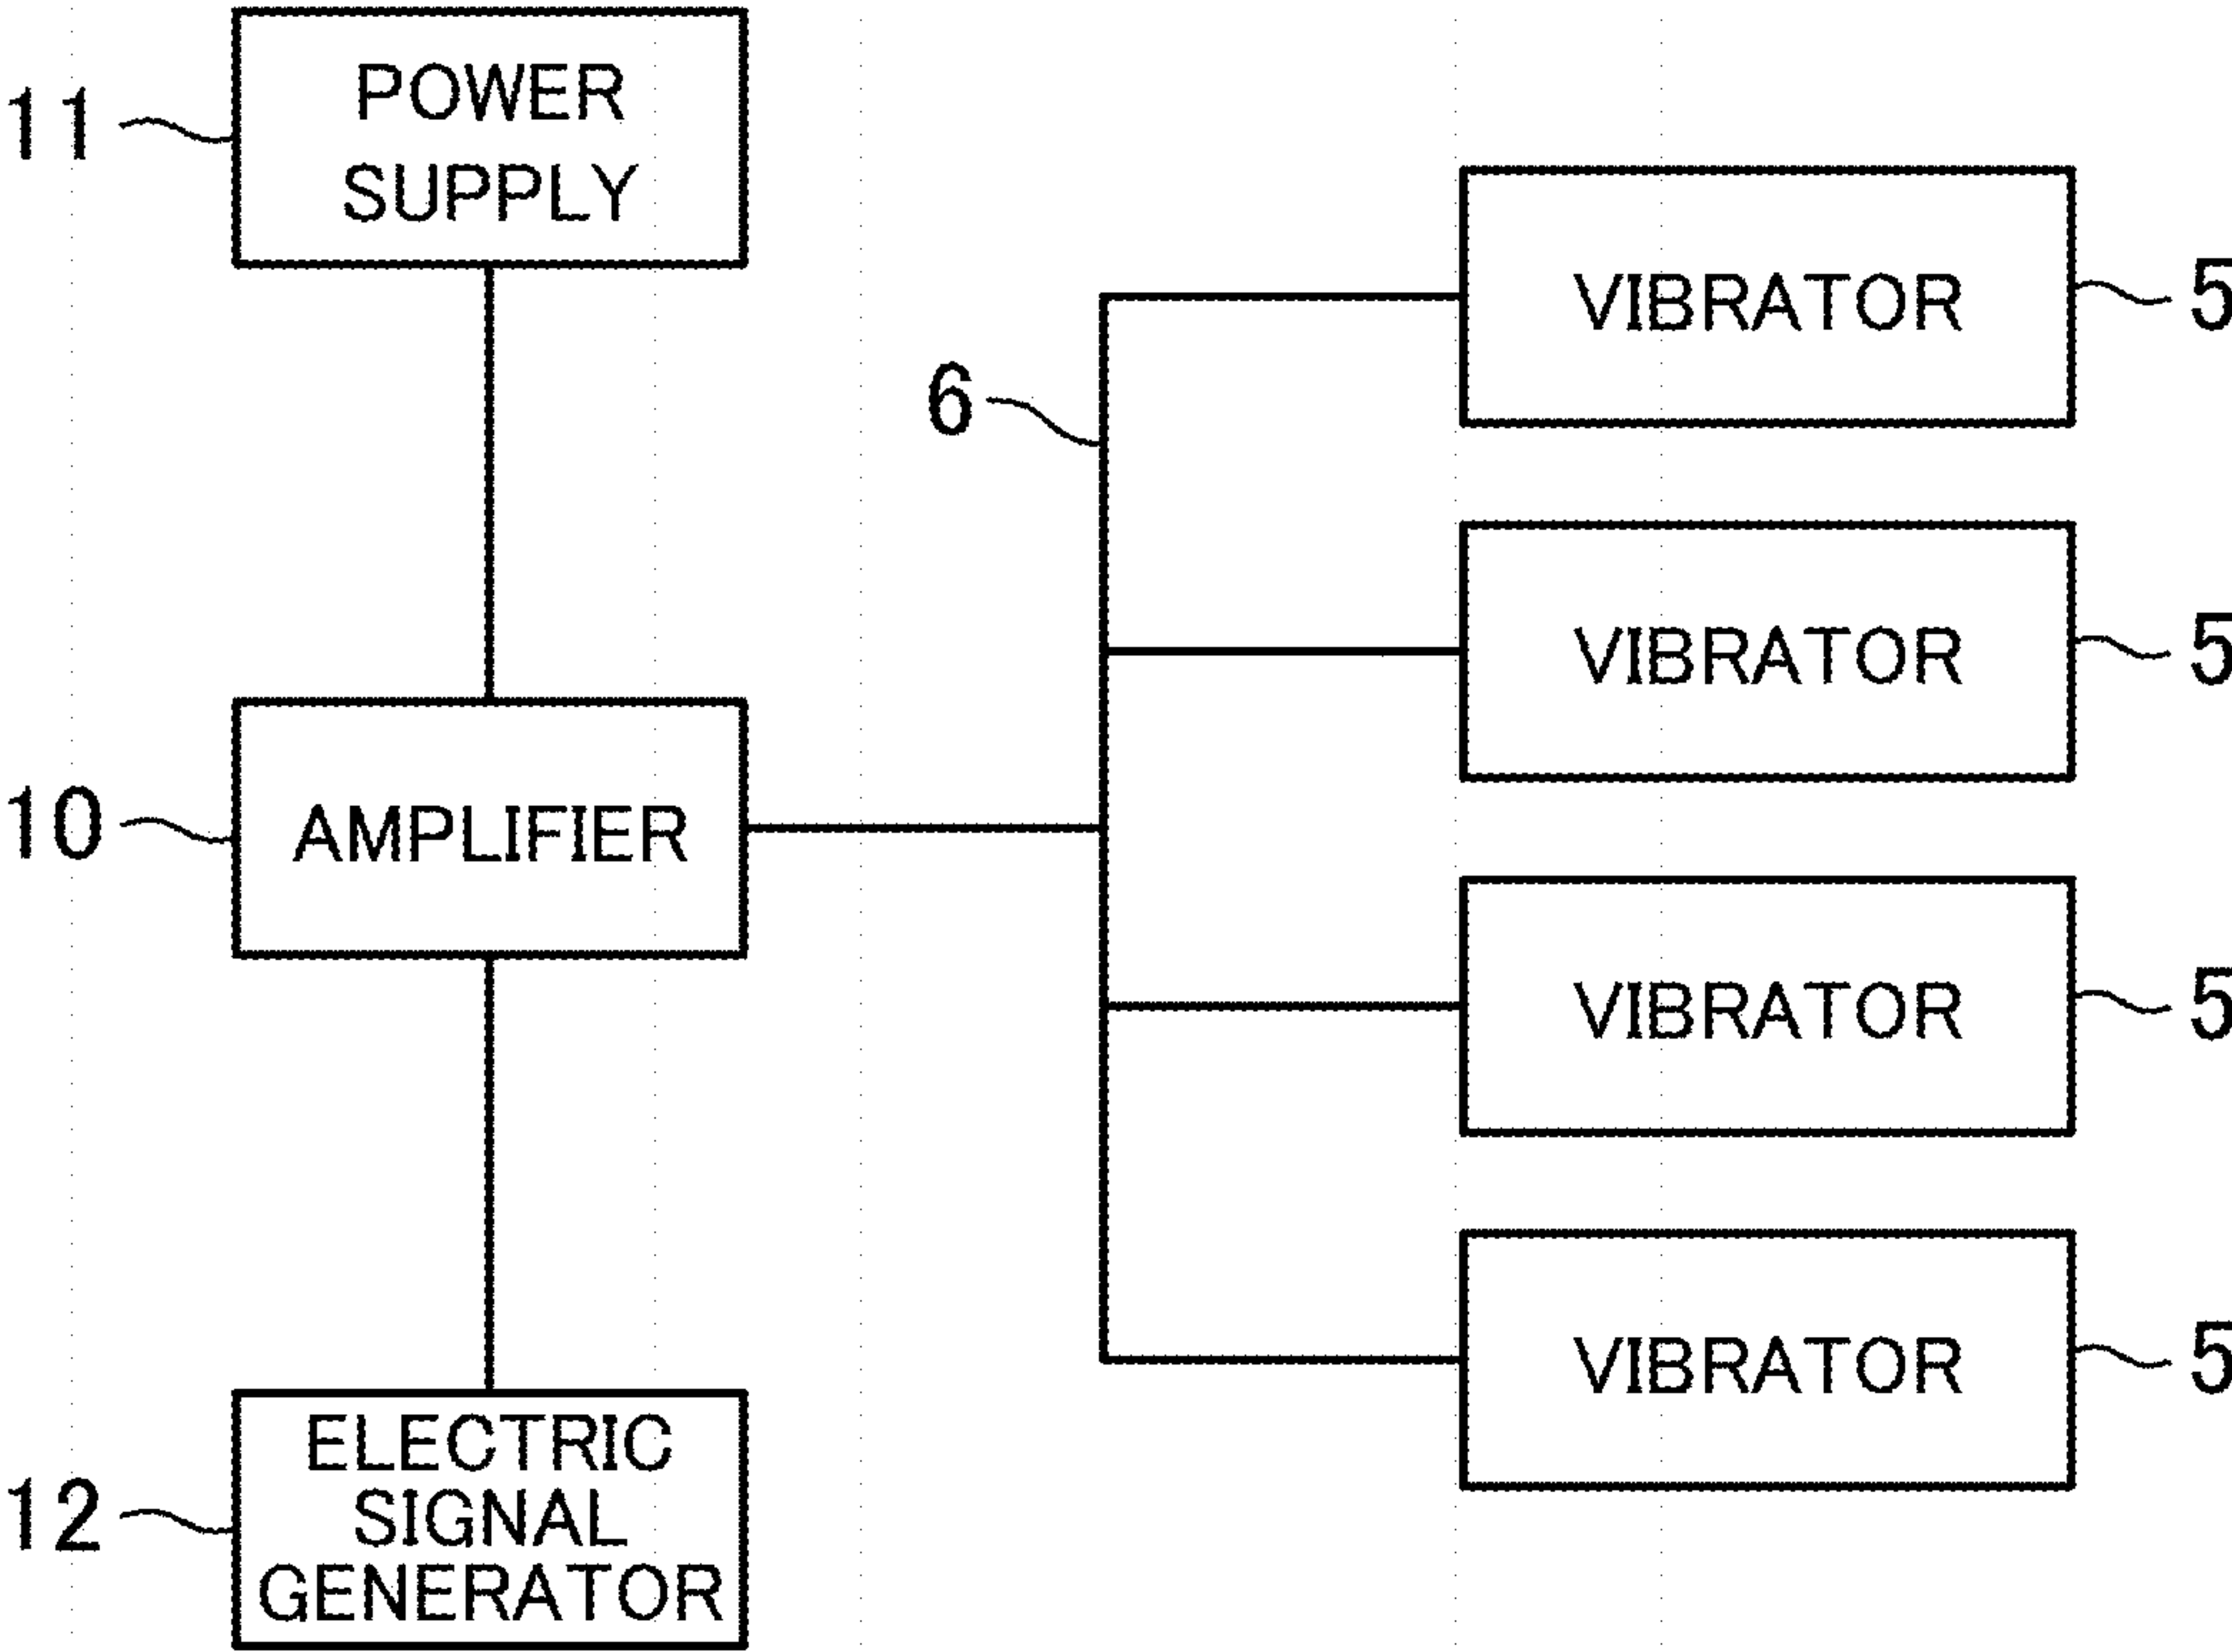 11
POWER
SUPPLY
10
AMPLIFIER
12
ELECTRIC
SIGNAL
GENERATOR
6
VIBRATOR
5
VIBRATOR
5
VIBRATOR
5
VIBRATOR
5